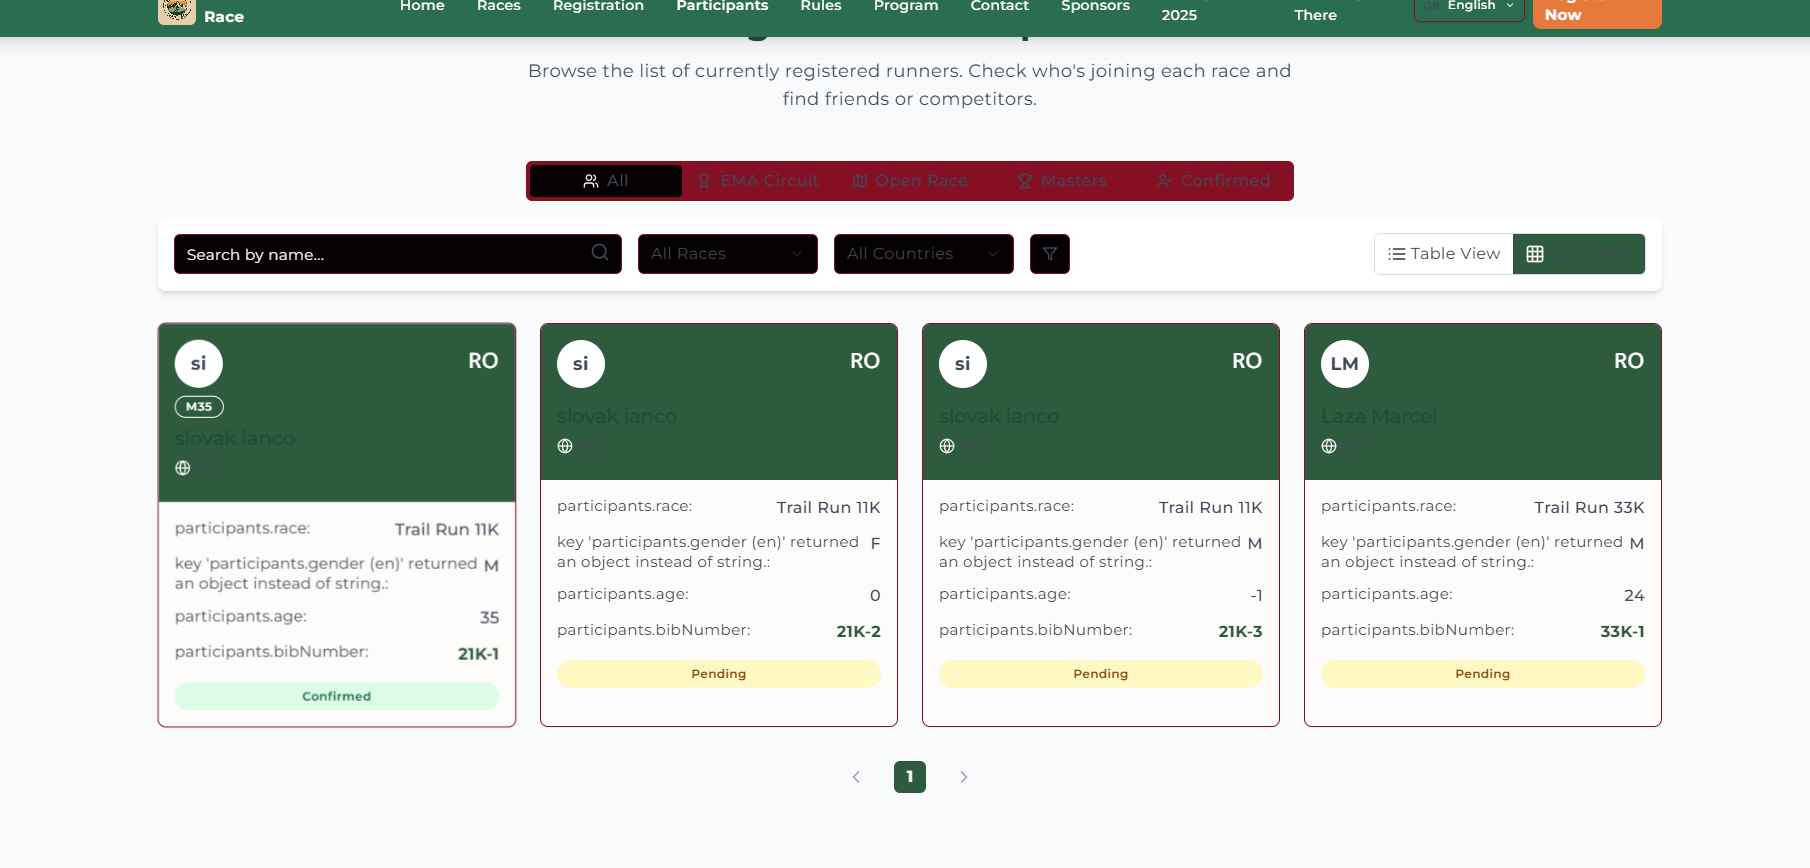 Race
Home
Races
Registration
Participants
Rules
Program
Contact
Sponsors
2025
There
GB English
Now
Browse the list of currently registered runners. Check who's joining each race and
find friends or competitors.
All
EMA Circuit
Open Race
Masters
Confirmed
Search by name...
All Races
All Countries
Table View
si
RO
M35
slovak ianco
participants.race:
Trail Run 11K
key 'participants.gender (en)' returned
an object instead of string.:
M
participants.age:
35
participants.bibNumber:
21K-1
Confirmed
si
RO
slovak ianco
participants.race:
Trail Run 11K
key 'participants.gender (en)' returned
an object instead of string.:
F
participants.age:
0
participants.bibNumber:
21K-2
Pending
si
RO
slovak ianco
participants.race:
Trail Run 11K
key 'participants.gender (en)' returned
an object instead of string.:
M
participants.age:
-1
participants.bibNumber:
21K-3
Pending
LM
RO
Laza Marcel
participants.race:
Trail Run 33K
key 'participants.gender (en)' returned
an object instead of string.:
M
participants.age:
24
participants.bibNumber:
33K-1
Pending
1